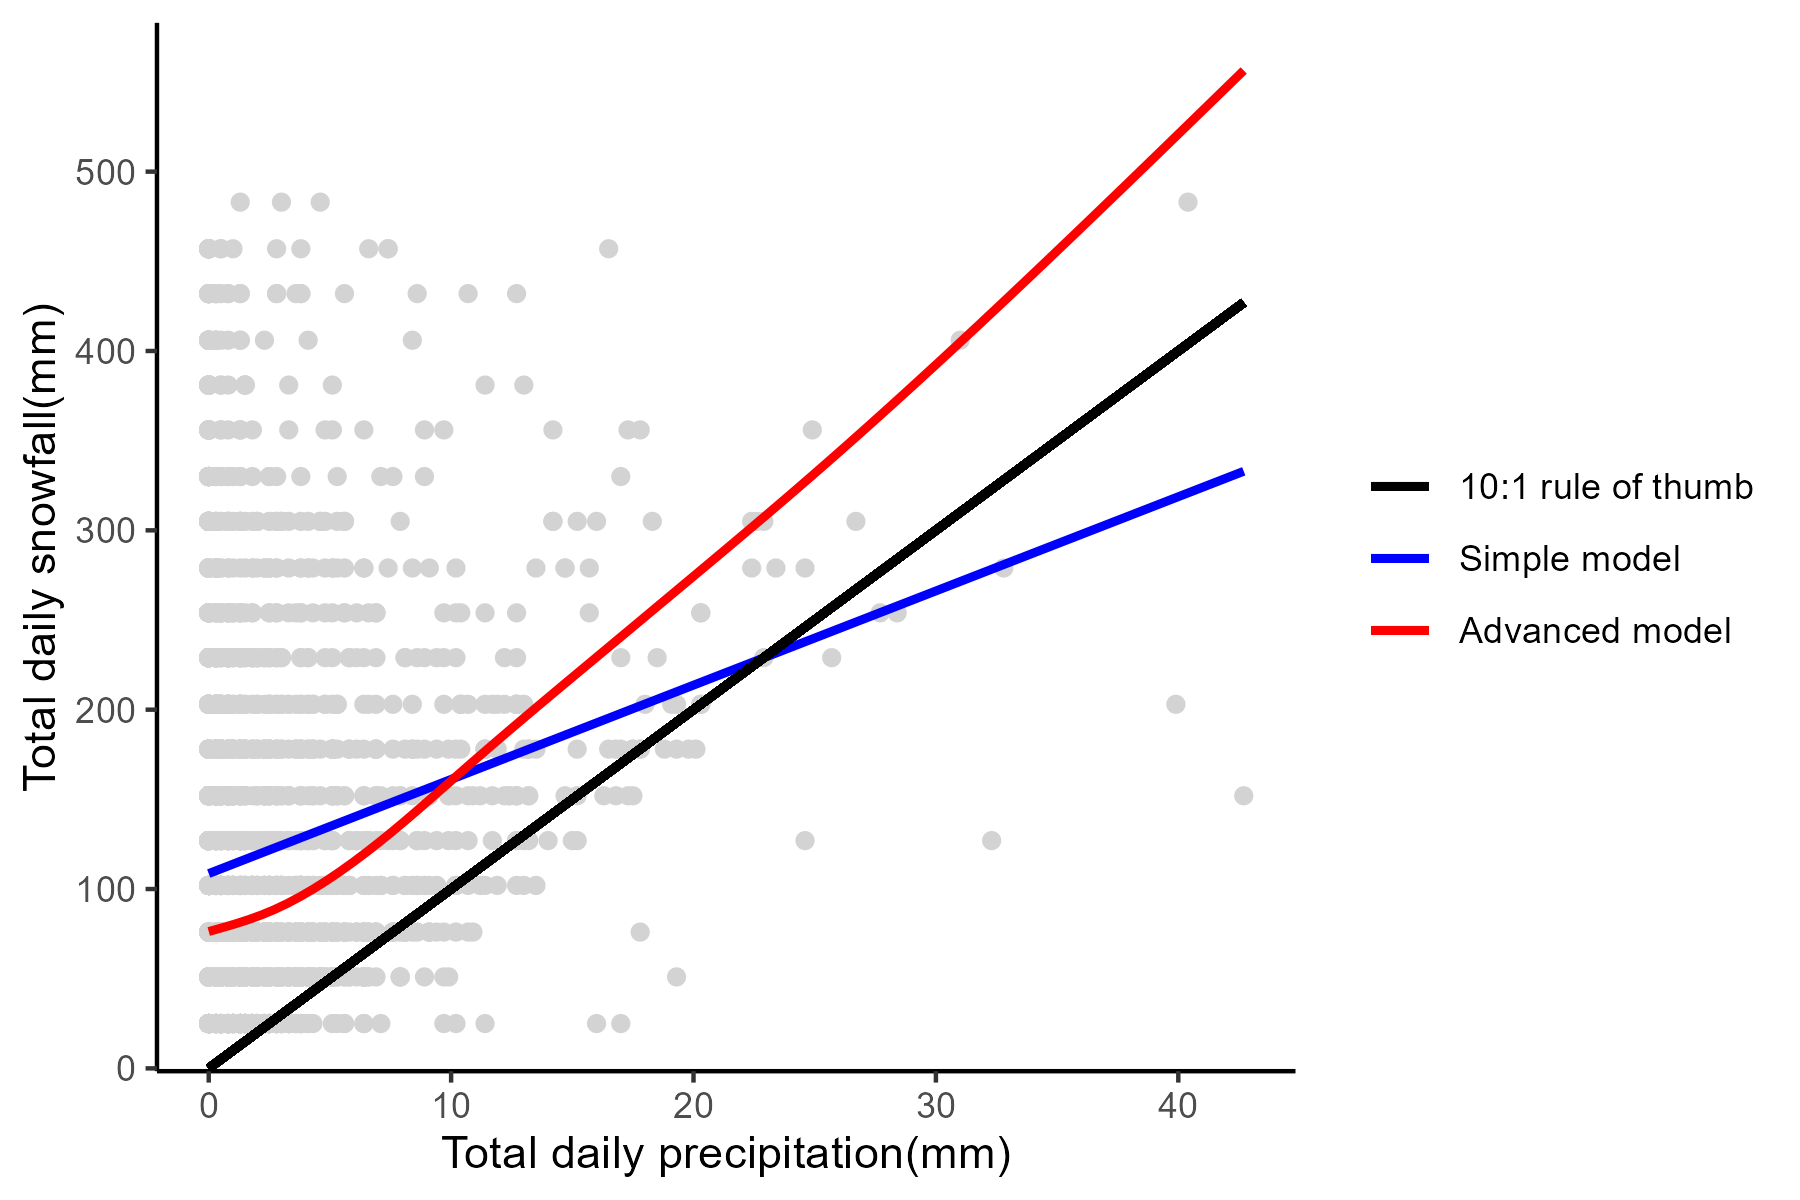 Total daily snowfall(mm)
500
400
300
200
100
0
0 10 20 30 40
Total daily precipitation(mm)
10:1 rule of thumb
Simple model
Advanced model